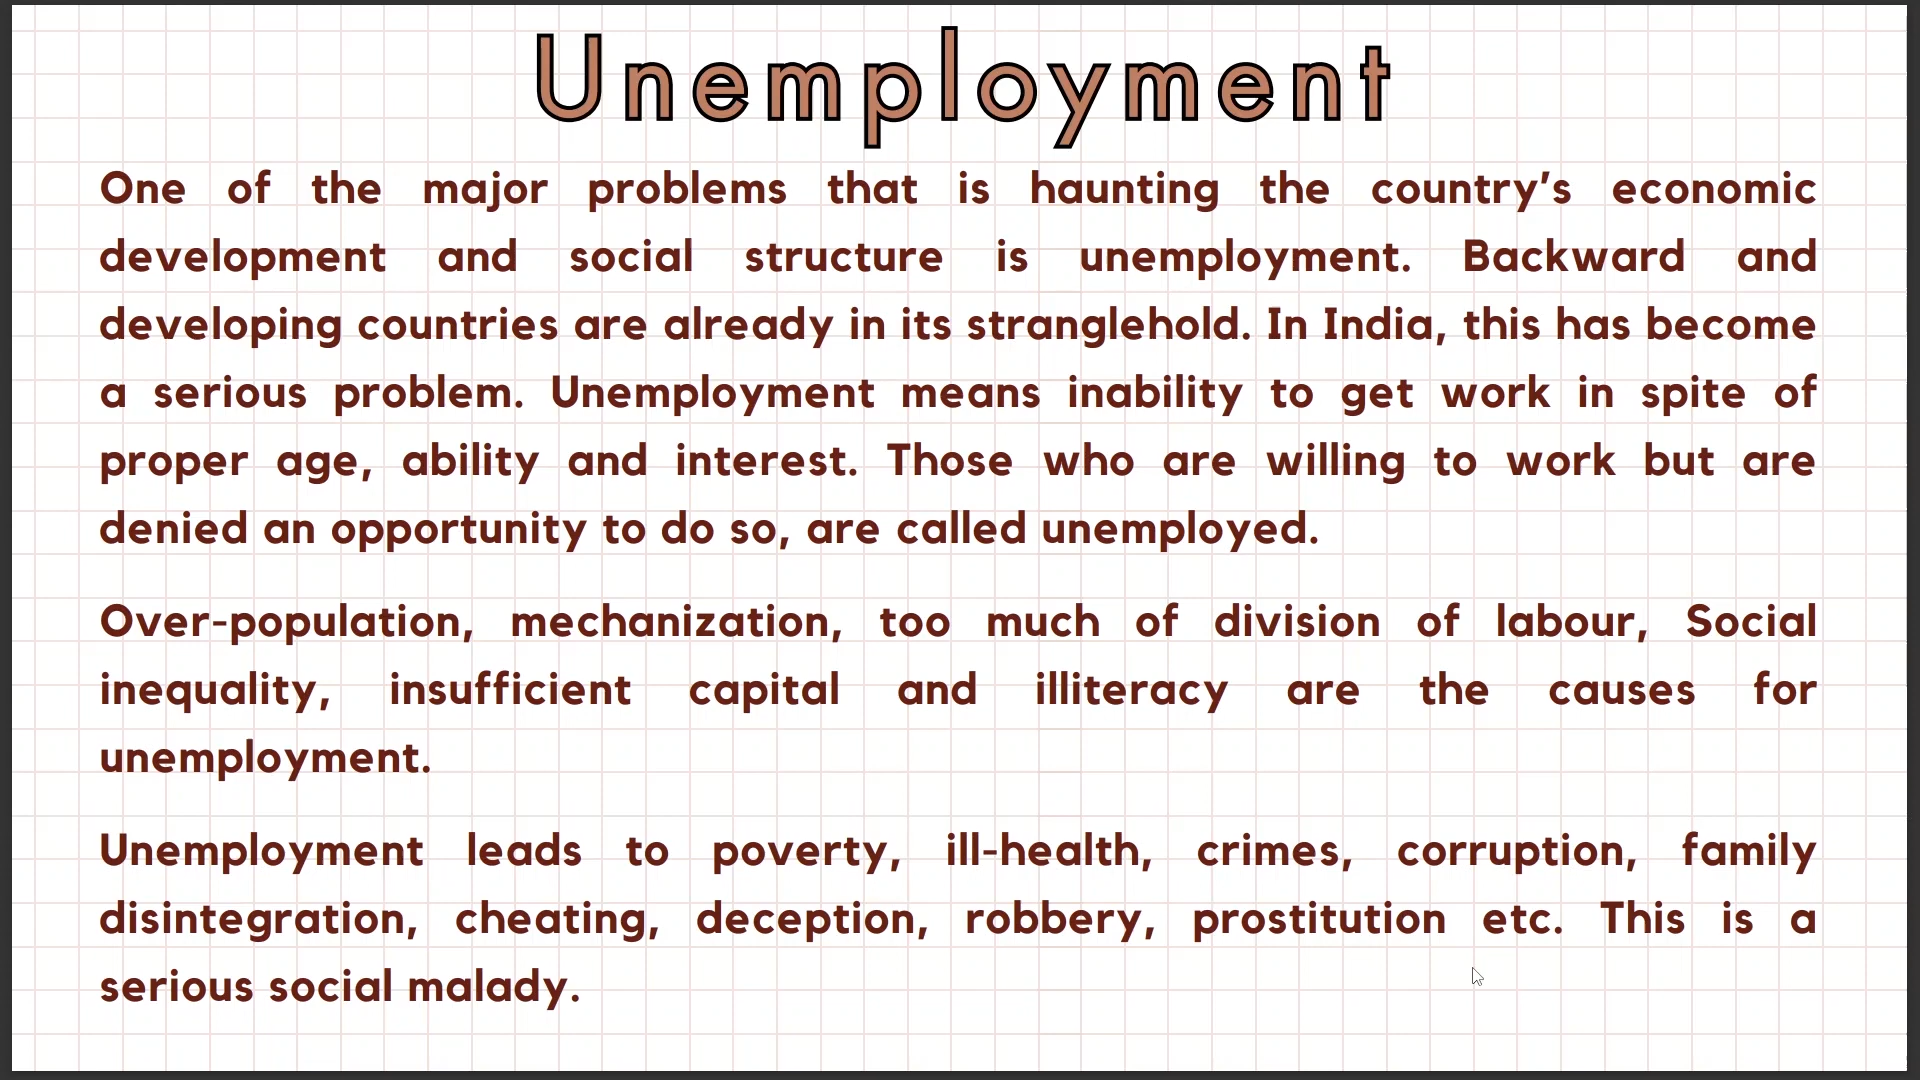 Unemployment
One of the major problems that is haunting the country’s economic
development and social structure is unemployment. Backward and
developing countries are already in its stranglehold. In India, this has become
a serious problem. Unemployment means inability to get work in spite of
proper age, ability and interest. Those who are willing to work but are
denied an opportunity to do so, are called unemployed.
Over-population, mechanization, too much of division of labour, Social
inequality, insufficient capital and illiteracy are the causes for
unemployment.
Unemployment leads to poverty, ill-health, crimes, corruption, family
disintegration, cheating, deception, robbery, prostitution etc. This is a
serious social malady.